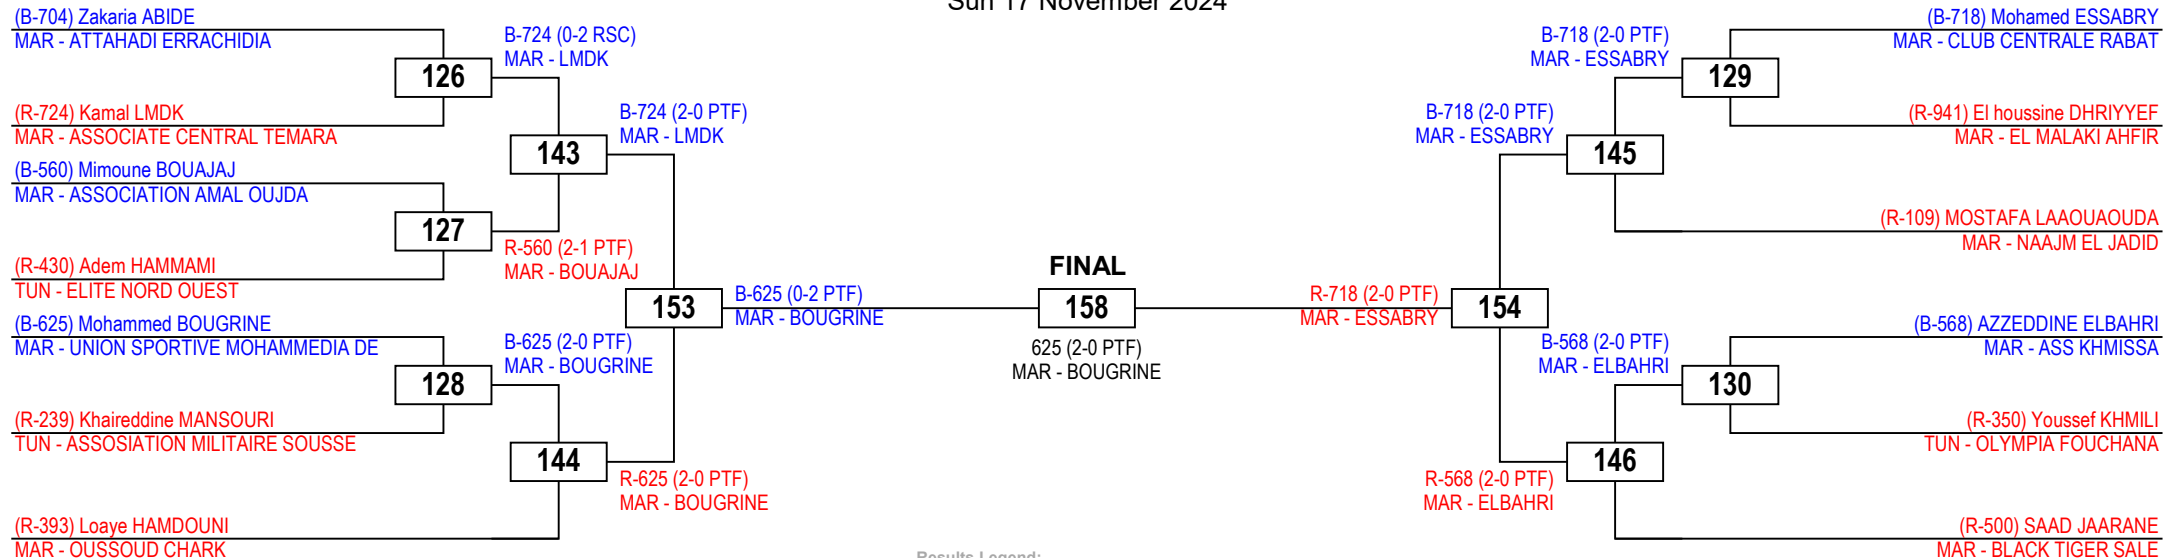 Sun 17 November 2024
(B-704) Zakaria ABIDE
MAR - ATTAHADI ERRACHIDIA
126
(R-724) Kamal LMDK
MAR - ASSOCIATE CENTRAL TEMARA
B-724 (0-2 RSC)
MAR - LMDK
143
(B-560) Mimoune BOUAJAJ
MAR - ASSOCIATION AMAL OUJDA
127
(R-430) Adem HAMMAMI
TUN - ELITE NORD OUEST
R-560 (2-1 PTF)
MAR - BOUAJAJ
B-724 (2-0 PTF)
MAR - LMDK
153
(B-625) Mohammed BOUGRINE
MAR - UNION SPORTIVE MOHAMMEDIA DE
128
(R-239) Khaireddine MANSOURI
TUN - ASSOSIATION MILITAIRE SOUSSE
B-625 (2-0 PTF)
MAR - BOUGRINE
144
(R-393) Loaye HAMDOUNI
MAR - OUSSOUD CHARK
R-625 (2-0 PTF)
MAR - BOUGRINE
B-625 (0-2 PTF)
MAR - BOUGRINE
FINAL
158
625 (2-0 PTF)
MAR - BOUGRINE
R-718 (2-0 PTF)
MAR - ESSABRY
154
B-718 (2-0 PTF)
MAR - ESSABRY
145
B-718 (2-0 PTF)
MAR - ESSABRY
129
(B-718) Mohamed ESSABRY
MAR - CLUB CENTRALE RABAT
(R-941) El houssine DHRIYYEF
MAR - EL MALAKI AHFIR
(R-109) MOSTAFA LAAOUAOUDA
MAR - NAAJM EL JADID
B-568 (2-0 PTF)
MAR - ELBAHRI
130
(B-568) AZZEDDINE ELBAHRI
MAR - ASS KHMISSA
(R-350) Youssef KHMILI
TUN - OLYMPIA FOUCHANA
R-568 (2-0 PTF)
MAR - ELBAHRI
146
(R-500) SAAD JAARANE
MAR - BLACK TIGER SALE
Results Legend: